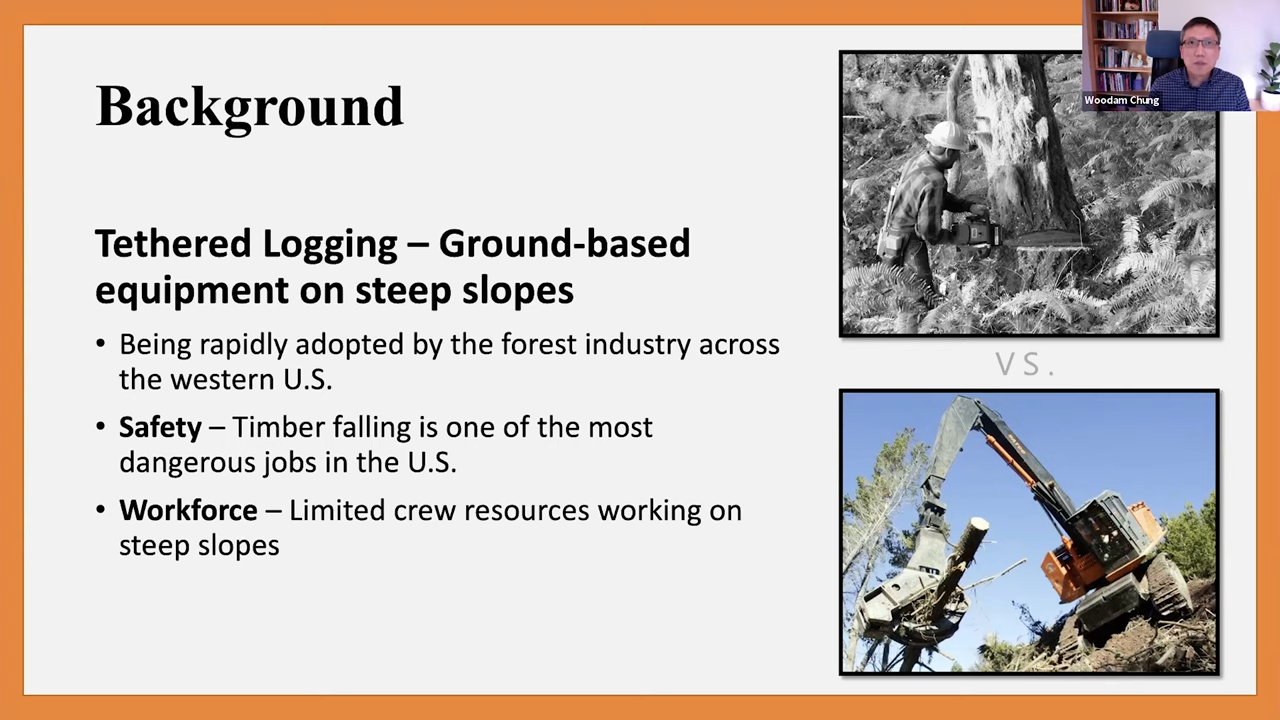 Background
Tethered Logging – Ground-based
equipment on steep slopes
• Being rapidly adopted by the forest industry across
the western U.S.
• Safety – Timber falling is one of the most
dangerous jobs in the U.S.
• Workforce – Limited crew resources working on
steep slopes
Woodam Chung
VS.